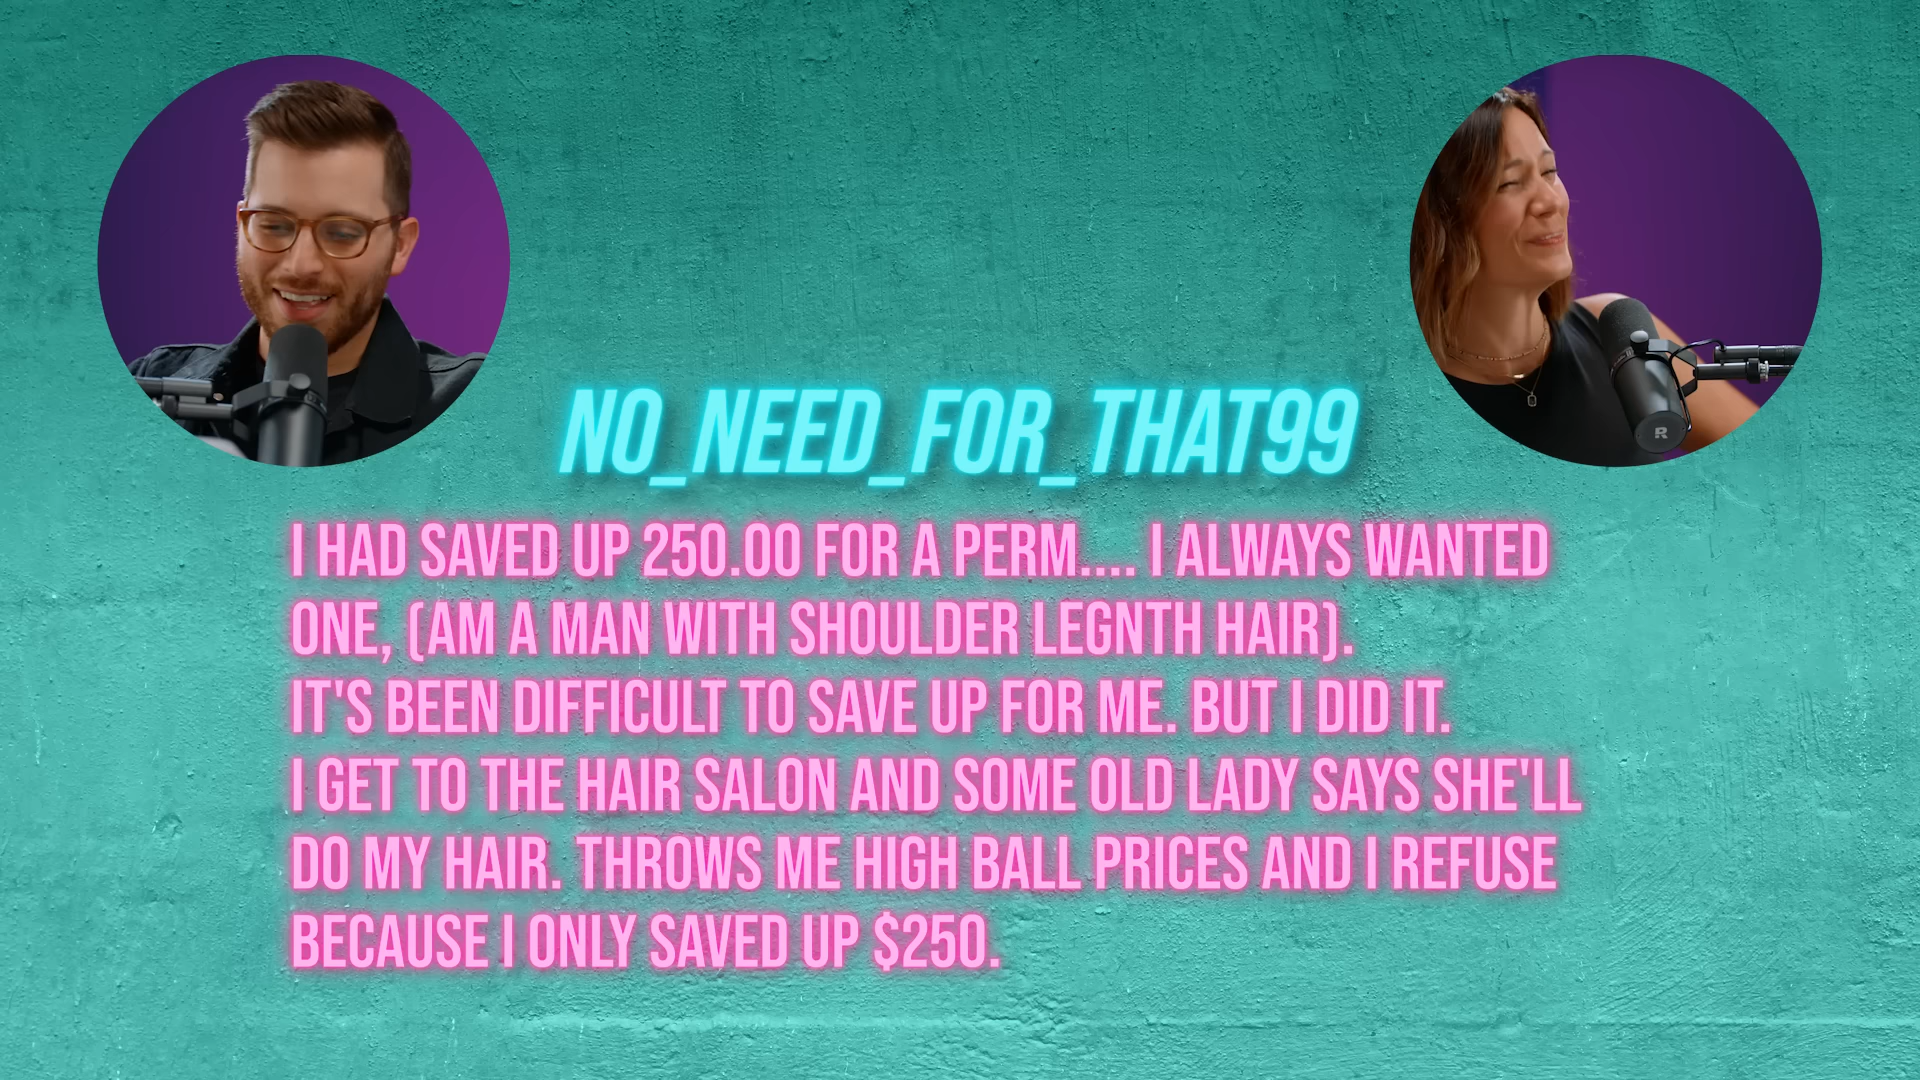 NO_NEED_FOR_THAT99
I HAD SAVED UP 250.00 FOR A PERM.... I ALWAYS WANTED
ONE, (AM A MAN WITH SHOULDER LEGNTH HAIR).
IT'S BEEN DIFFICULT TO SAVE UP FOR ME. BUT I DID IT.
I GET TO THE HAIR SALON AND SOME OLD LADY SAYS SHE'LL
DO MY HAIR. THROWS ME HIGH BALL PRICES AND I REFUSE
BECAUSE I ONLY SAVED UP $250.